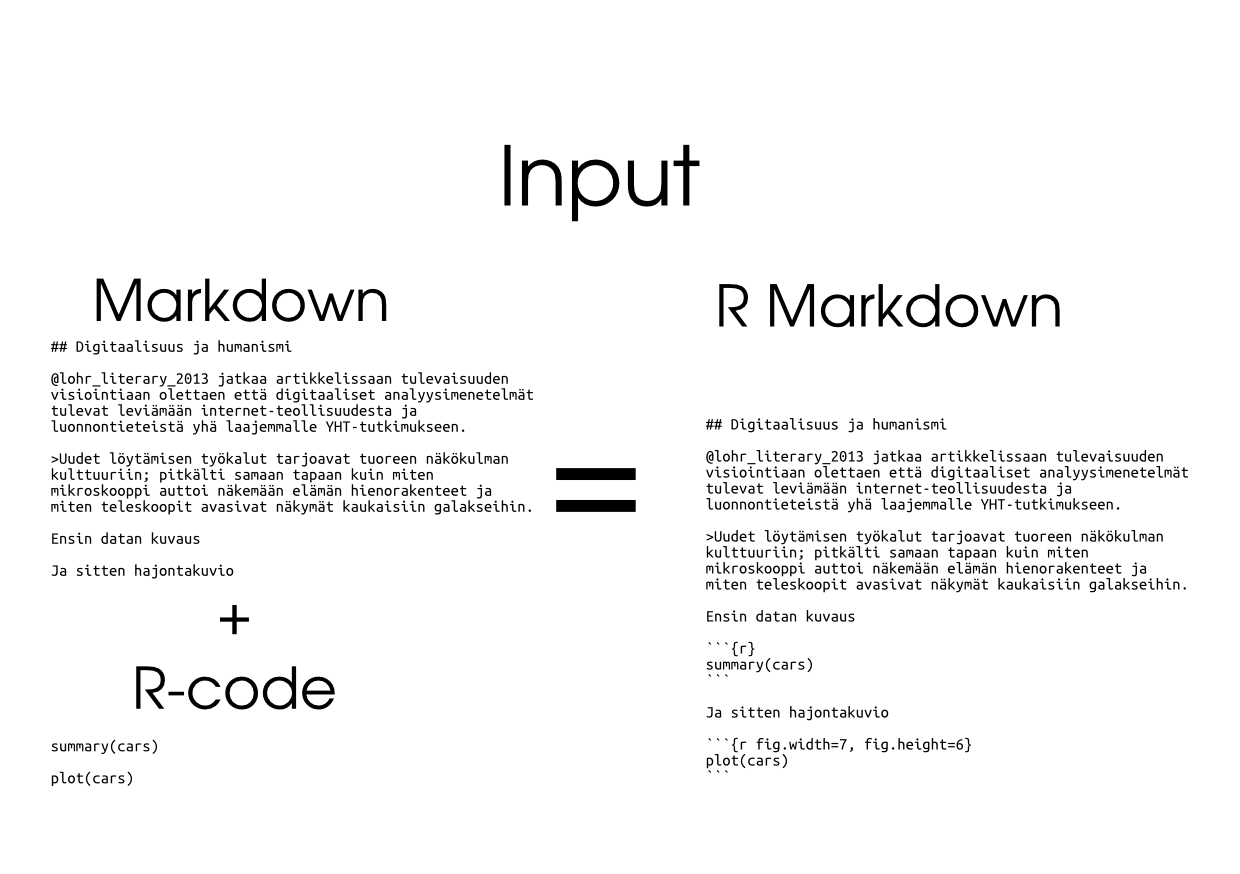 Input
Markdown
## Digitaalisuus ja humanismi
@lohr_literary_2013 jatkaa artikkelissaan tulevaisuuden
visiointiaan olettaen että digitaaliset analyysimenetelmät
tulevat leviämään internet-teollisuudesta ja
luonnontieteistä yhä laajemmalle YHT-tutkimukseen.
>Uudet löytämisen työkalut tarjoavat tuoreen näkökulman
kulttuuriin; pitkälti samaan tapaan kuin miten
mikroskooppi auttoi näkemään elämän hienorakenteet ja
miten teleskoopit avasivat näkymät kaukaisiin galakseihin.
Ensin datan kuvaus
Ja sitten hajontakuvio
+
R-code
summary(cars)
plot(cars)
=
R Markdown
## Digitaalisuus ja humanismi
@lohr_literary_2013 jatkaa artikkelissaan tulevaisuuden
visiointiaan olettaen että digitaaliset analyysimenetelmät
tulevat leviämään internet-teollisuudesta ja
luonnontieteistä yhä laajemmalle YHT-tutkimukseen.
>Uudet löytämisen työkalut tarjoavat tuoreen näkökulman
kulttuuriin; pitkälti samaan tapaan kuin miten
mikroskooppi auttoi näkemään elämän hienorakenteet ja
miten teleskoopit avasivat näkymät kaukaisiin galakseihin.
Ensin datan kuvaus
```{r}
summary(cars)
```
Ja sitten hajontakuvio
```{r fig.width=7, fig.height=6}
plot(cars)
```